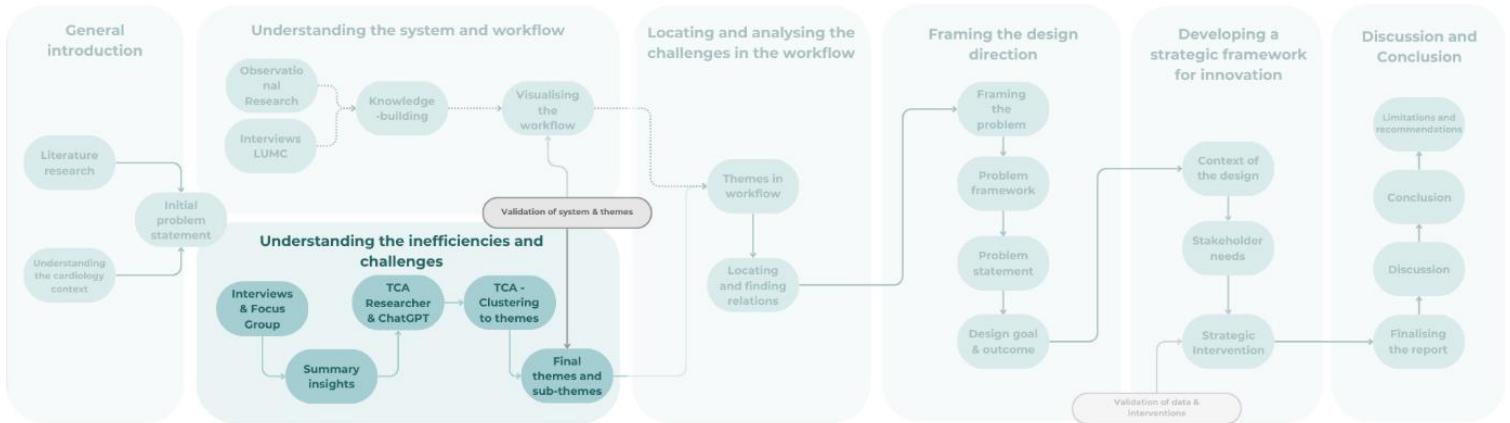 General
introduction
Literature
research
Understanding
the cardiology
context
Initial
problem
statement
Understanding the system and workflow
Observatio
nal
Research
Interviews
LUMC
Knowledge
-building
Visualising
the
workflow
Validation of system & themes
Understanding the inefficiencies and
challenges
Interviews
& Focus
Group
Summary
insights
TCA
Researcher
& ChatGPT
TCA -
Clustering
to themes
Final
themes and
sub-themes
Locating and analysing the
challenges in the workflow
Themes in
workflow
Locating
and finding
relations
Framing the design
direction
Framing
the
problem
Problem
framework
Problem
statement
Design goal
& outcome
Developing a
strategic framework
for innovation
Context of
the design
Stakeholder
needs
Strategic
Intervention
Validation of data &
interventions
Discussion and
Conclusion
Limitations and
recommendations
Conclusion
Discussion
Finalising
the report